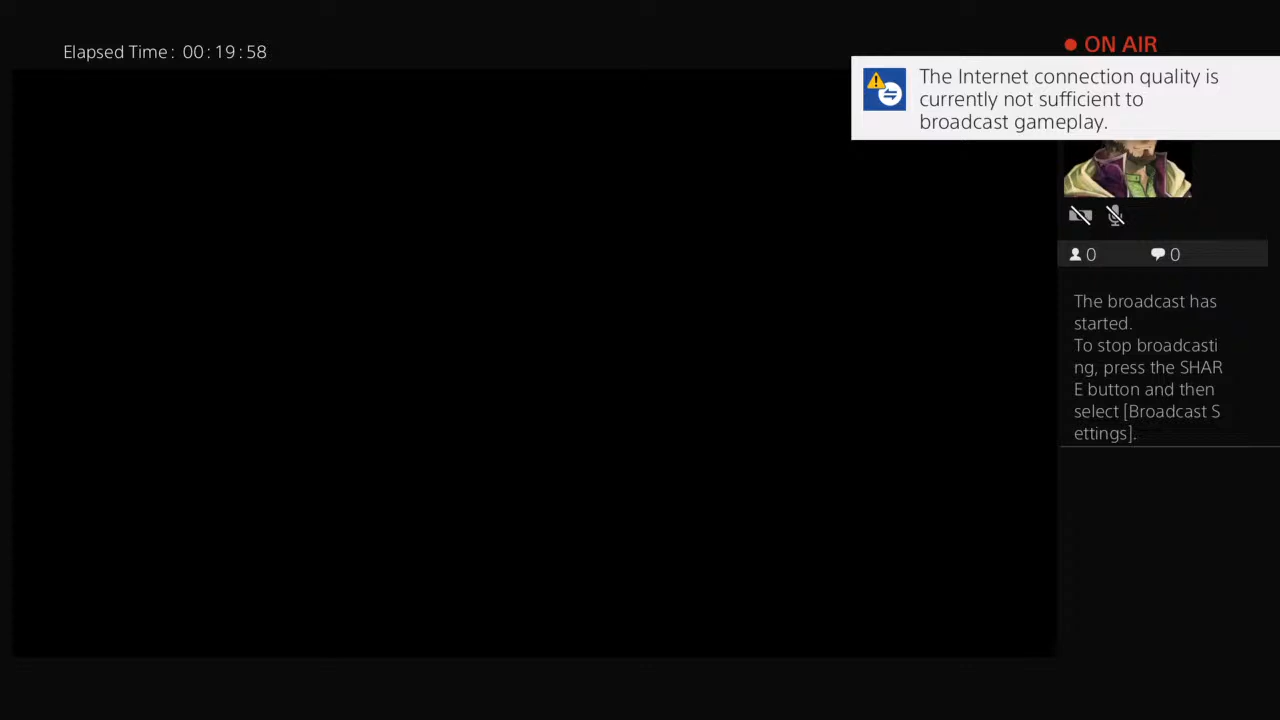 Elapsed Time: 00:19:58
ON AIR
The Internet connection quality is
currently not sufficient to
broadcast gameplay.
0
0
The broadcast has
started.
To stop broadcasti
ng, press the SHAR
E button and then
select [Broadcast S
ettings].